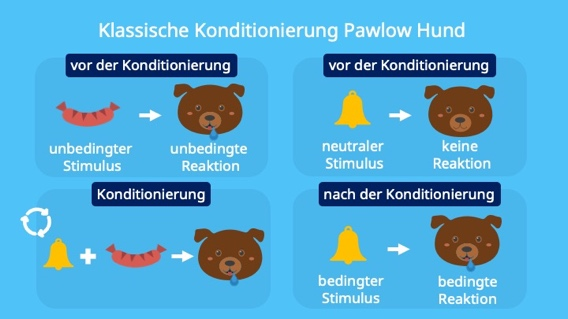 Klassische Konditionierung Pawlow Hund
vor der Konditionierung
unbedingter
Stimulus
unbedingte
Reaktion
vor der Konditionierung
neutraler
Stimulus
keine
Reaktion
Konditionierung
nach der Konditionierung
bedingter
Stimulus
bedingte
Reaktion